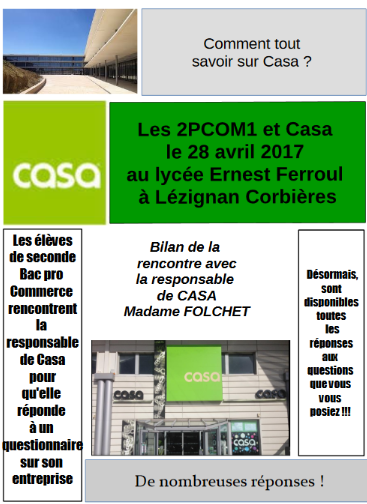 Comment tout
savoir sur Casa ?
casa
Les 2PCOM1 et Casa
le 28 avril 2017
au lycée Ernest Ferroul
à Lézignan Corbières
Les élèves
de seconde
Bac pro
Commerce
rencontrent
la
responsable
de Casa
pour
qu'elle
réponde
à un
questionnaire
sur son
entreprise
Bilan de la
rencontre avec
la responsable
de CASA
Madame FOLCHET
casa
casa
casa
casa
Désormais,
sont
disponibles
toutes
les
réponses
aux
questions
que vous
vous
posiez !!!
De nombreuses réponses !